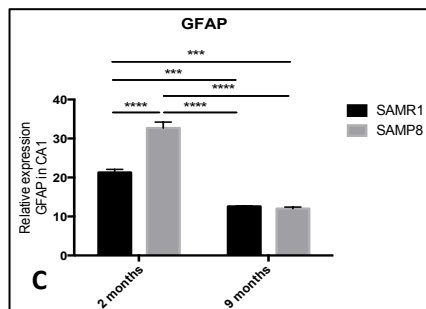 GFAP
***
***
****
**** ****
SAMR1
SAMP8
Relative expression
GFAP in CA1
40
30
20
10
0
2 months
9 months
C